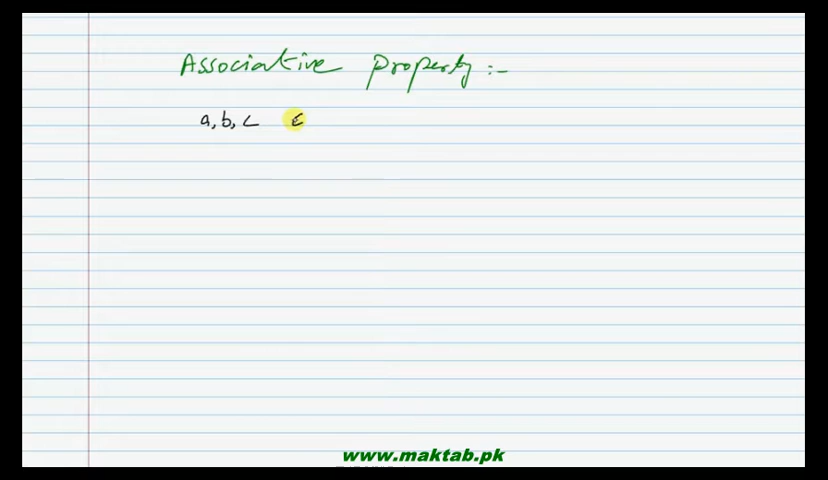 Associative Property :-
a, b, c ∈
www.maktab.pk